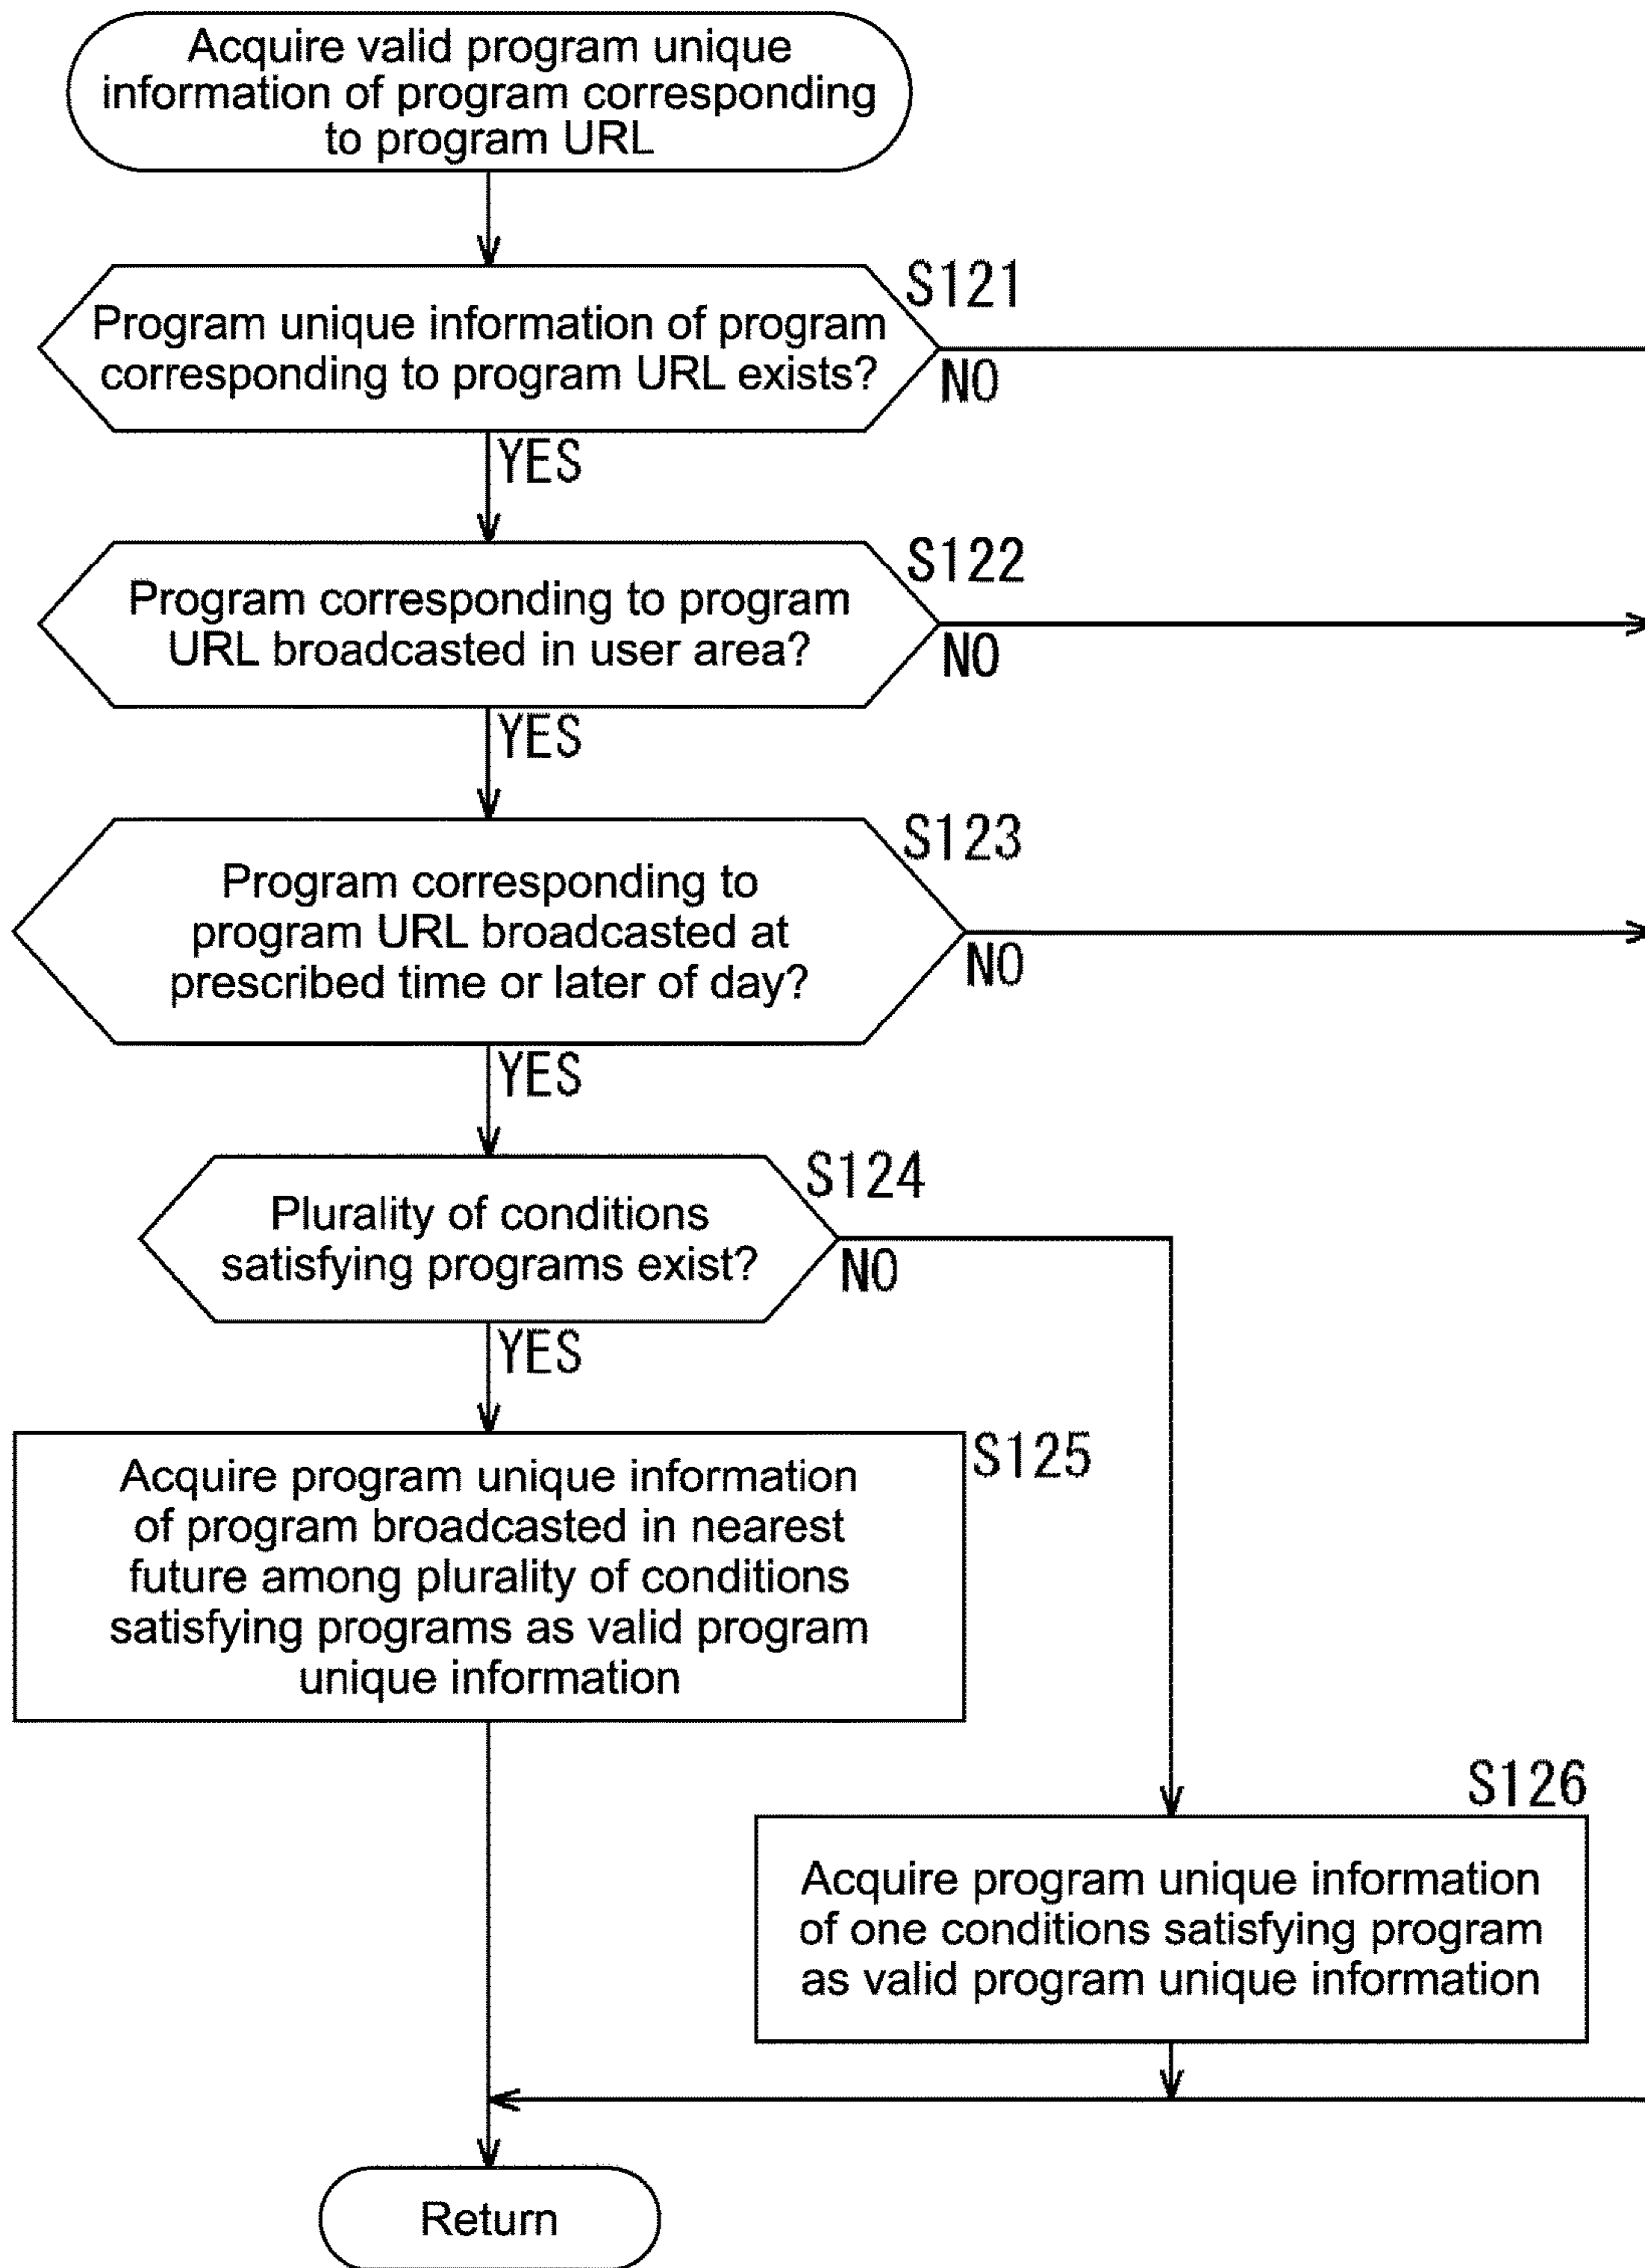 Acquire valid program unique
information of program corresponding
to program URL
S121
Program unique information of program
corresponding to program URL exists?
NO
YES
S122
Program corresponding to program
URL broadcasted in user area?
NO
YES
S123
Program corresponding to
program URL broadcasted at
prescribed time or later of day?
NO
YES
S124
Plurality of conditions
satisfying programs exist?
NO
YES
S125
Acquire program unique information
of program broadcasted in nearest
future among plurality of conditions
satisfying programs as valid program
unique information
S126
Acquire program unique information
of one conditions satisfying program
as valid program unique information
Return